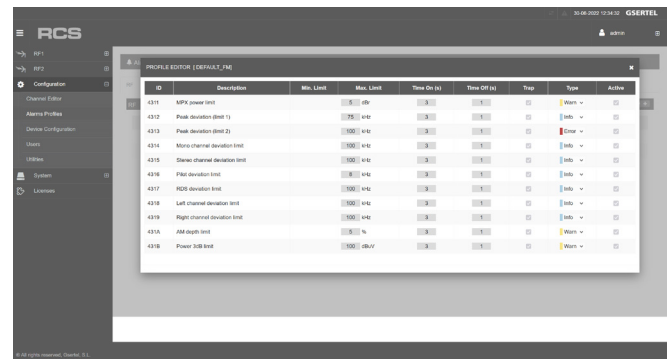 30-08-2022 12:34:32 GSERTEL
RCS
admin
RF1
RF2
Configuration
Channel Editor
Alarms Profiles
Device Configuration
Users
Utilities
System
Licenses
PROFILE EDITOR [ DEFAULT_FM]
ID Description Min. Limit Max. Limit Time On (s) Time Off (s) Trap Type Active
4311 MPX power limit 5 dBr 3 1 Warn
4312 Peak deviation (limit 1) 75 kHz 3 1 Info
4313 Peak deviation (limit 2) 100 kHz 3 1 Error
4314 Mono channel deviation limit 100 kHz 3 1 Info
4315 Stereo channel deviation limit 100 kHz 3 1 Info
4316 Pilot deviation limit 8 kHz 3 1 Info
4317 RDS deviation limit 100 kHz 3 1 Info
4318 Left channel deviation limit 100 kHz 3 1 Info
4319 Right channel deviation limit 100 kHz 3 1 Info
431A AM depth limit 5 % 3 1 Warn
431B Power 3dB limit 100 dBuV 3 1 Warn
© All rights reserved, Gsertel, S.L.